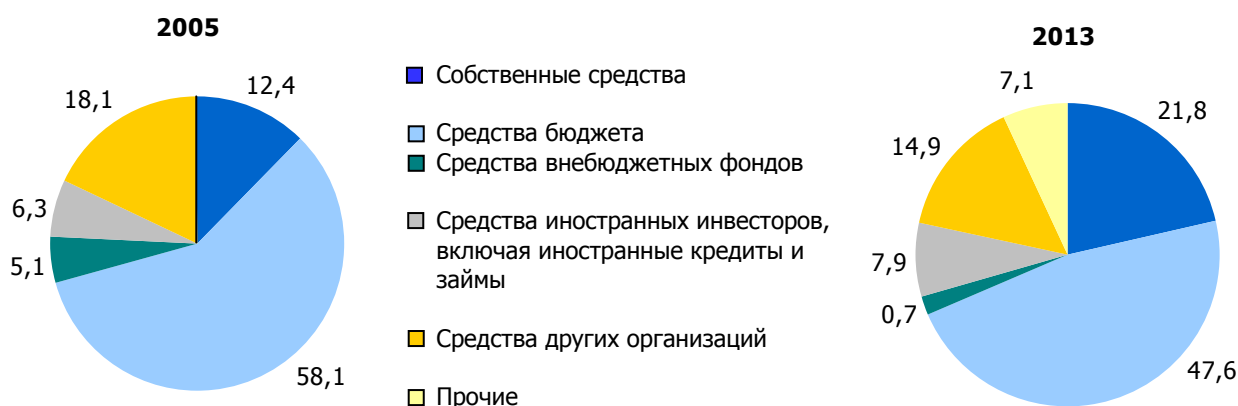 2005
18,1
12,4
6,3
5,1
58,1
Собственные средства
Средства бюджета
Средства внебюджетных фондов
Средства иностранных инвесторов,
включая иностранные кредиты и
займы
Средства других организаций
Прочие
2013
7,1
21,8
14,9
7,9
0,7
47,6